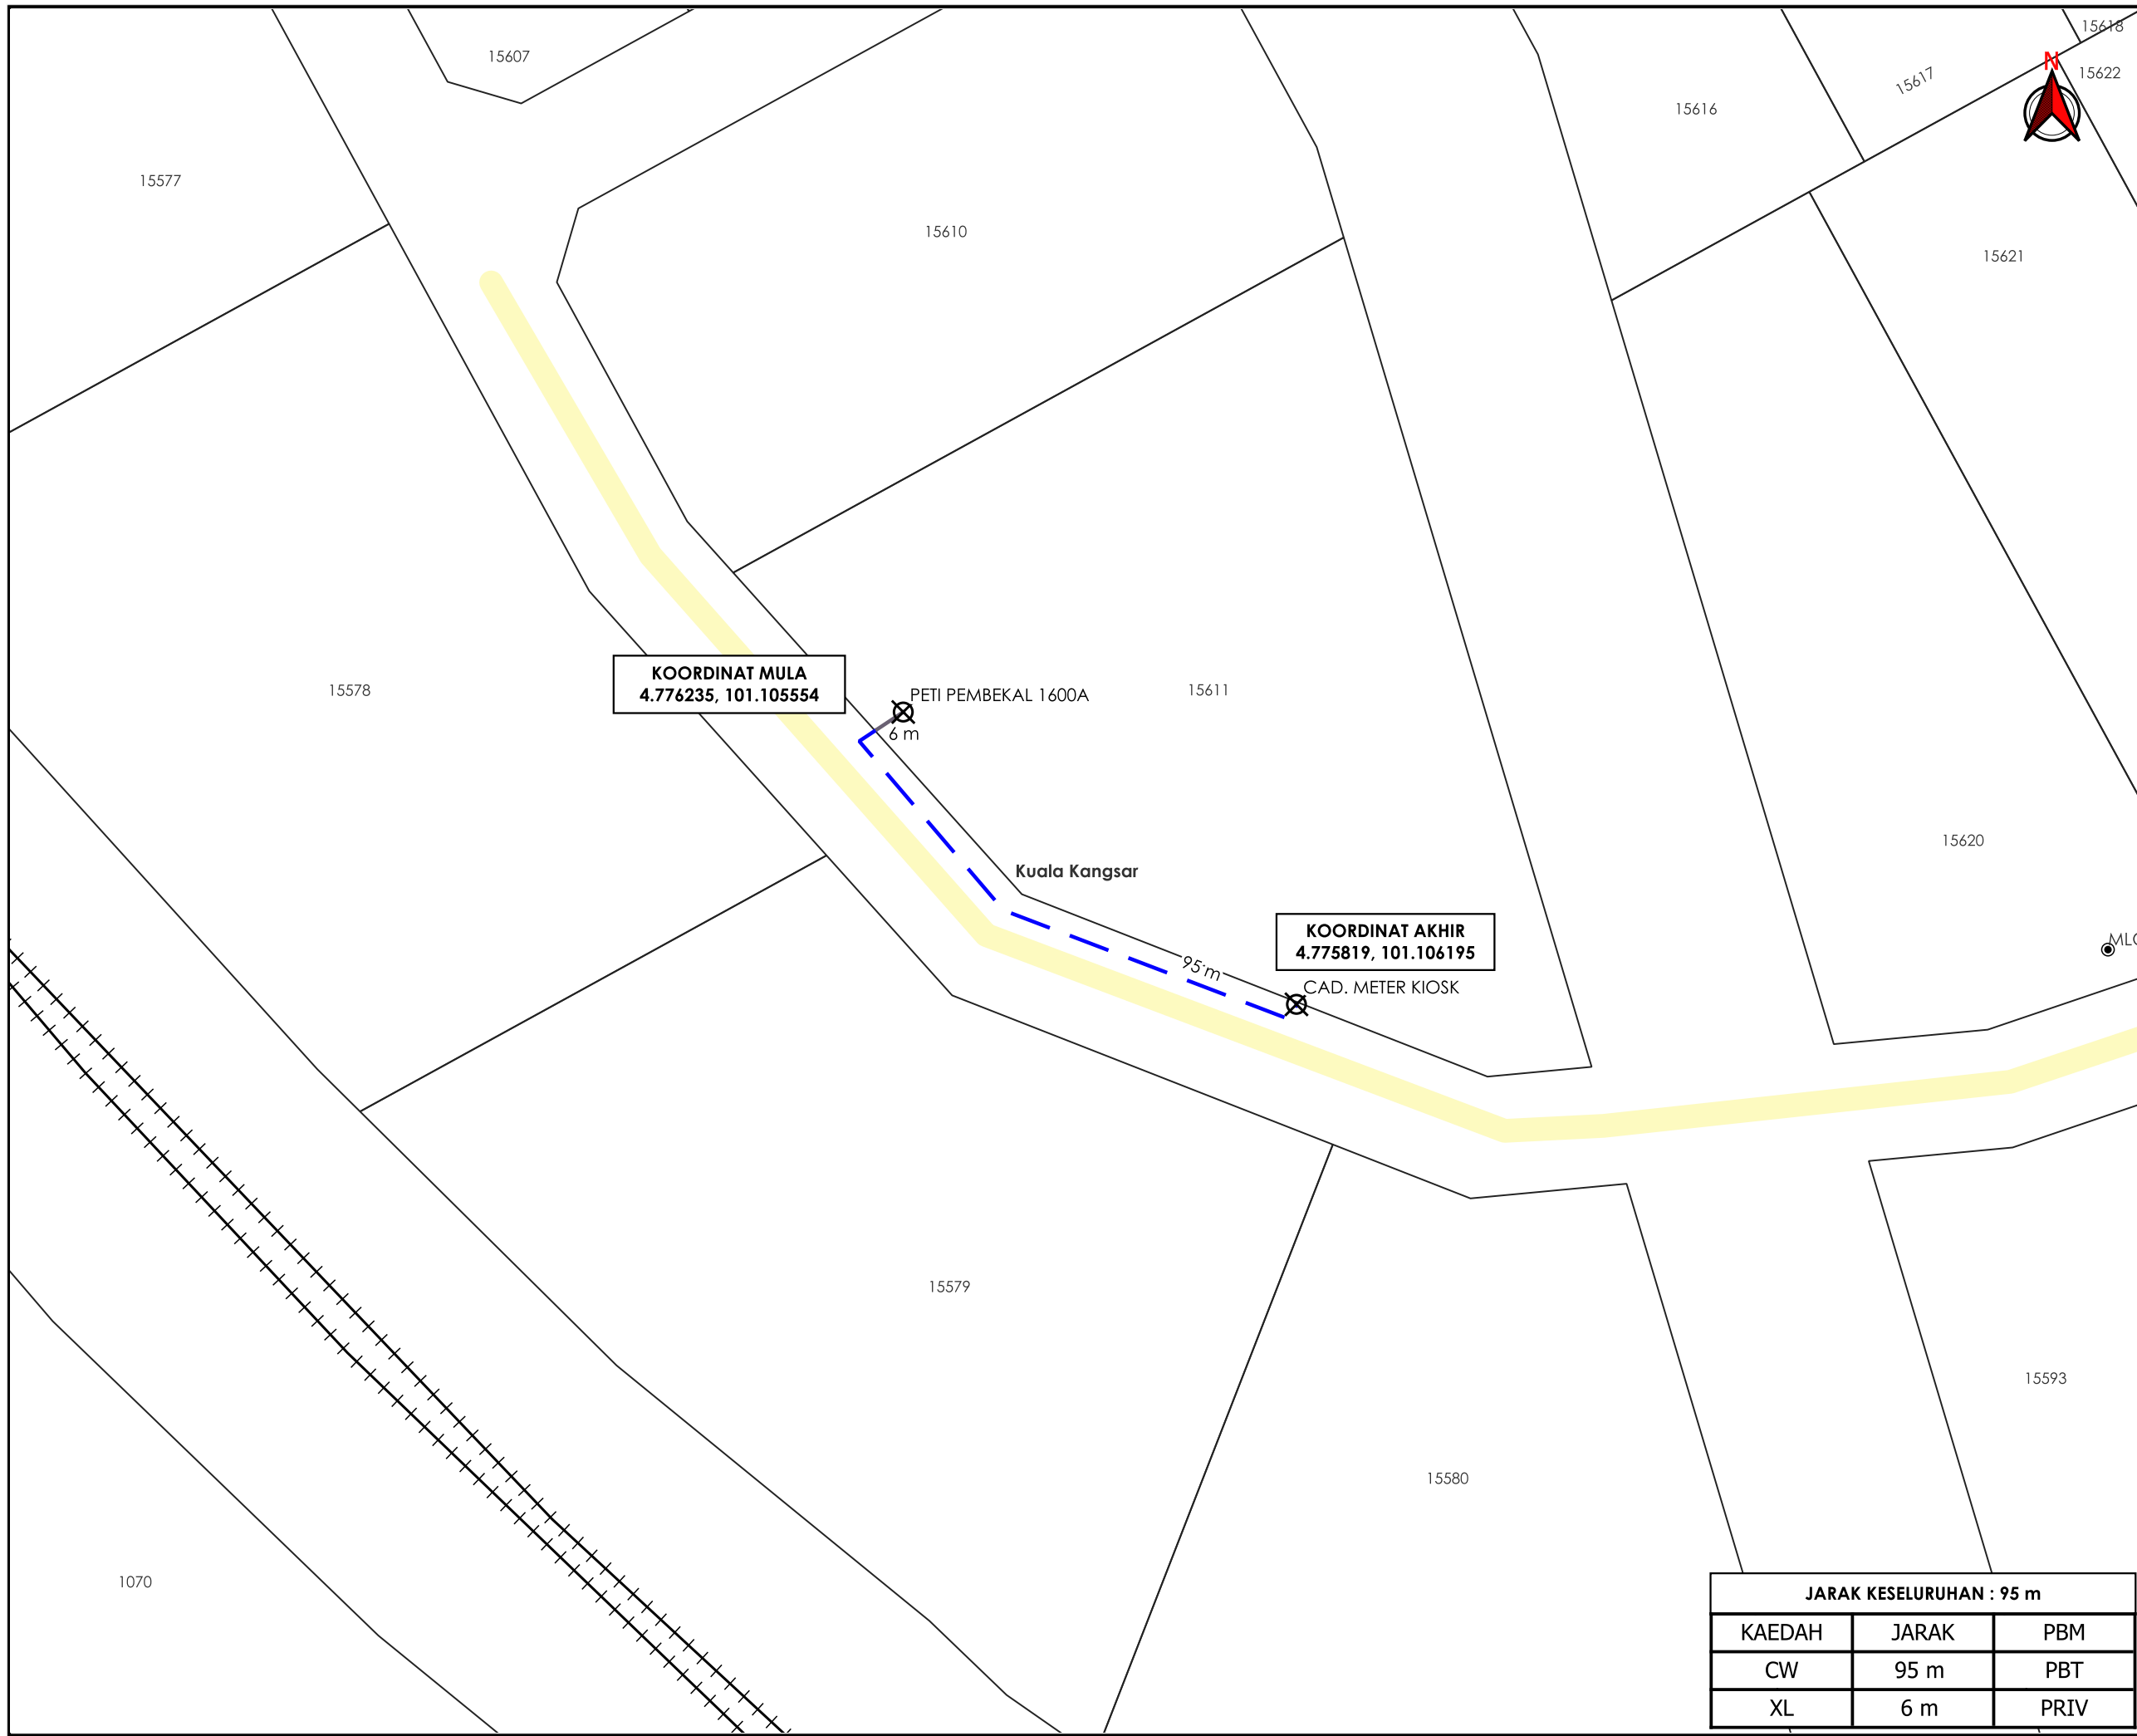 15618
15607
N
15622
15617
15616
15577
15610
15621
KOORDINAT MULA
4.776235, 101.105554
15578
PETI PEMBEKAL 1600A
15611
6 m
15620
Kuala Kangsar
KOORDINAT AKHIR
4.775819, 101.106195
95 m
CAD. METER KIOSK
15579
15593
15580
1070
JARAK KESELURUHAN : 95 m
KAEDAH JARAK PBM
CW 95 m PBT
XL 6 m PRIV